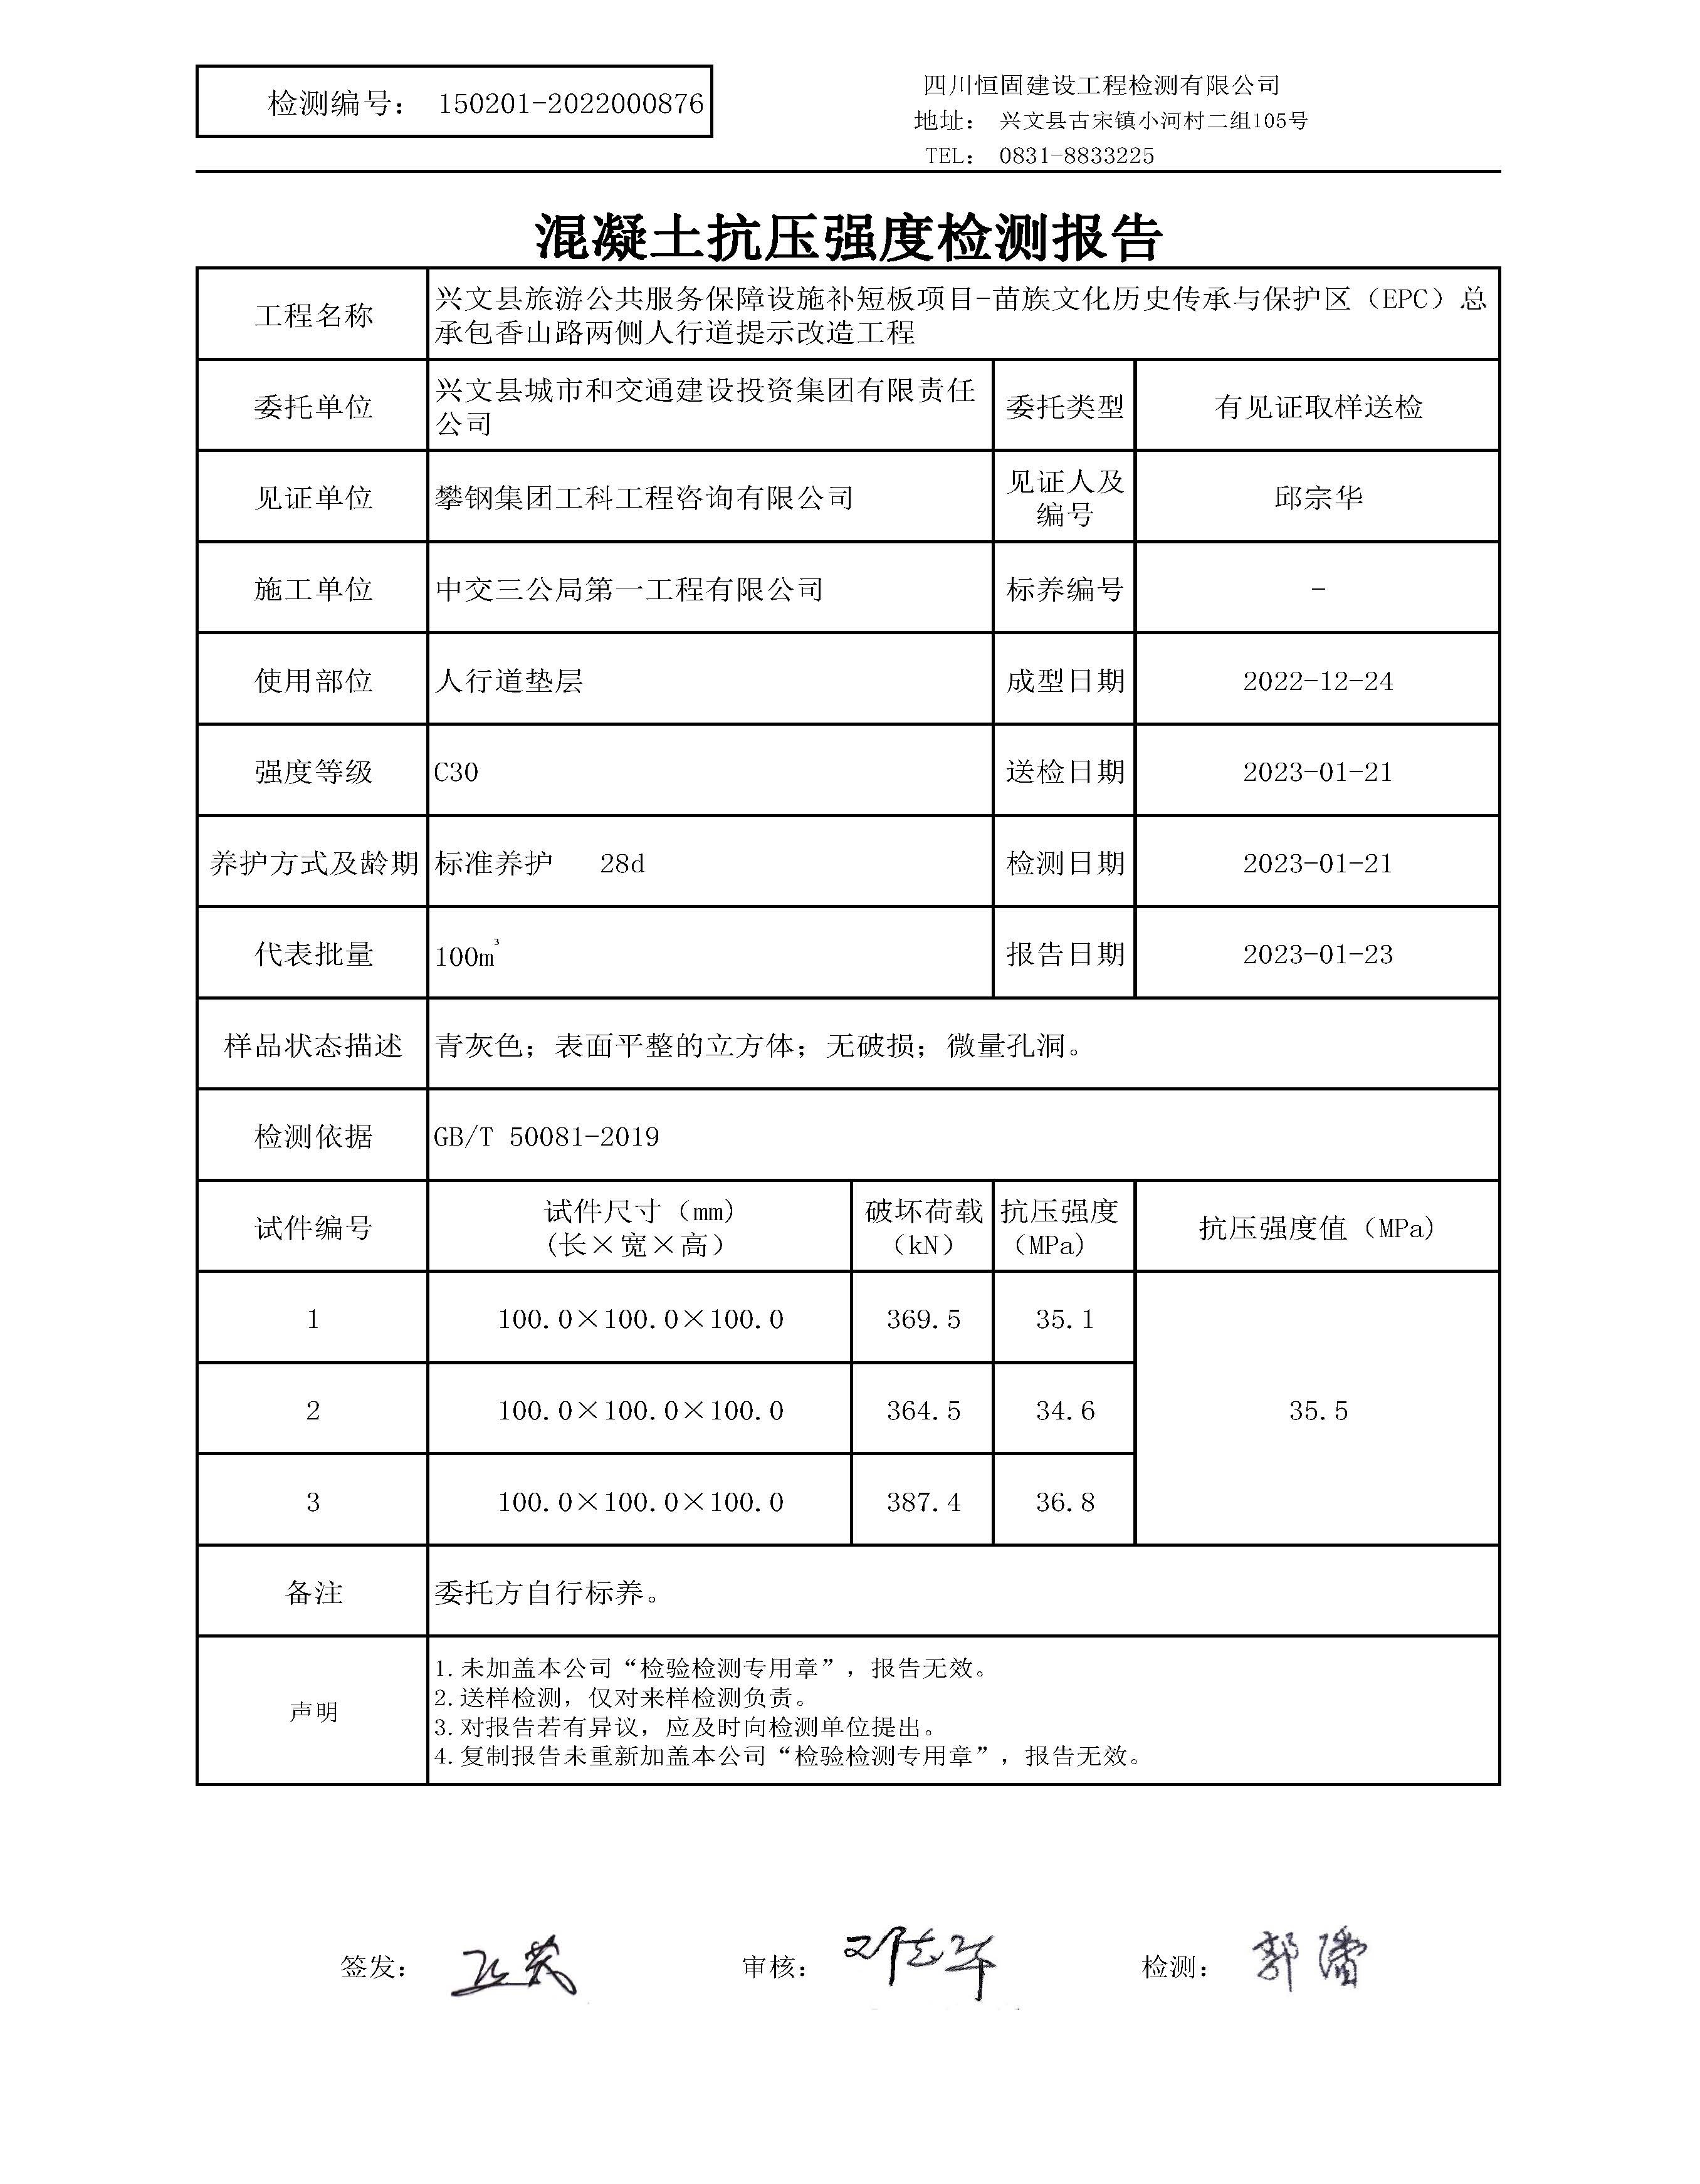 检测编号： 150201-2022000876
四川恒固建设工程检测有限公司
地址： 兴文县古宋镇小河村二组105号
TEL： 0831-8833225
混凝土抗压强度检测报告
工程名称
兴文县旅游公共服务保障设施补短板项目-苗族文化历史传承与保护区（EPC）总
承包香山路两侧人行道提示改造工程
委托单位
兴文县城市和交通建设投资集团有限责任
公司
委托类型
有见证取样送检
见证单位
攀钢集团工科工程咨询有限公司
见证人及
编号
邱宗华
施工单位
中交三公局第一工程有限公司
标养编号
-
使用部位
人行道垫层
成型日期
2022-12-24
强度等级
C30
送检日期
2023-01-21
养护方式及龄期
标准养护 28d
检测日期
2023-01-21
代表批量
100m³
报告日期
2023-01-23
样品状态描述
青灰色；表面平整的立方体；无破损；微量孔洞。
检测依据
GB/T 50081-2019
试件编号
试件尺寸（mm)
(长×宽×高）
破坏荷载
（kN）
抗压强度
（MPa)
抗压强度值（MPa)
1
100.0×100.0×100.0
369.5
35.1
2
100.0×100.0×100.0
364.5
34.6
35.5
3
100.0×100.0×100.0
387.4
36.8
备注
委托方自行标养。
声明
1.未加盖本公司“检验检测专用章”，报告无效。
2.送样检测，仅对来样检测负责。
3.对报告若有异议，应及时向检测单位提出。
4.复制报告未重新加盖本公司“检验检测专用章”，报告无效。
签发：
审核： 邓志军
检测： 郭潘